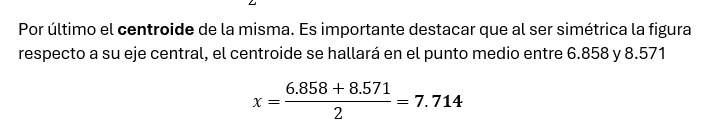 2
Por último el centroide de la misma. Es importante destacar que al ser simétrica la figura
respecto a su eje central, el centroide se hallará en el punto medio entre 6.858 y 8.571
x = \frac{6.858 + 8.571}{2} = 7.714